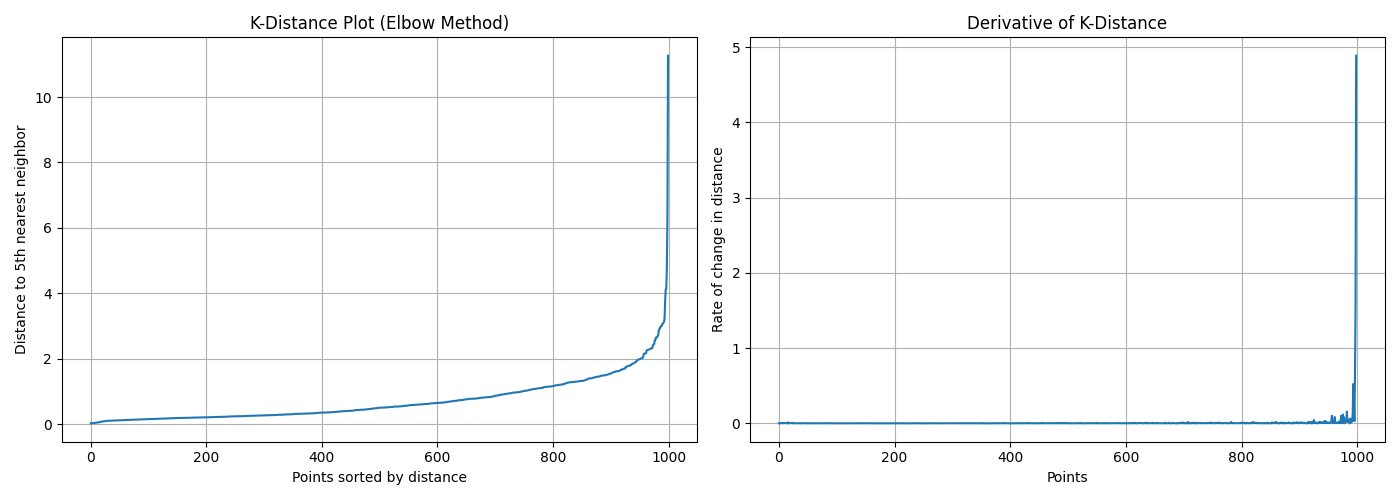 K-Distance Plot (Elbow Method)
Distance to 5th nearest neighbor
10
8
6
4
2
0
0 200 400 600 800 1000
Points sorted by distance
Derivative of K-Distance
Rate of change in distance
5
4
3
2
1
0
0 200 400 600 800 1000
Points